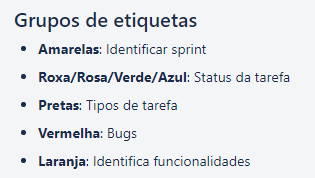 Grupos de etiquetas
• Amarelas: Identificar sprint
• Roxa/Rosa/Verde/Azul: Status da tarefa
• Pretas: Tipos de tarefa
• Vermelha: Bugs
• Laranja: Identifica funcionalidades